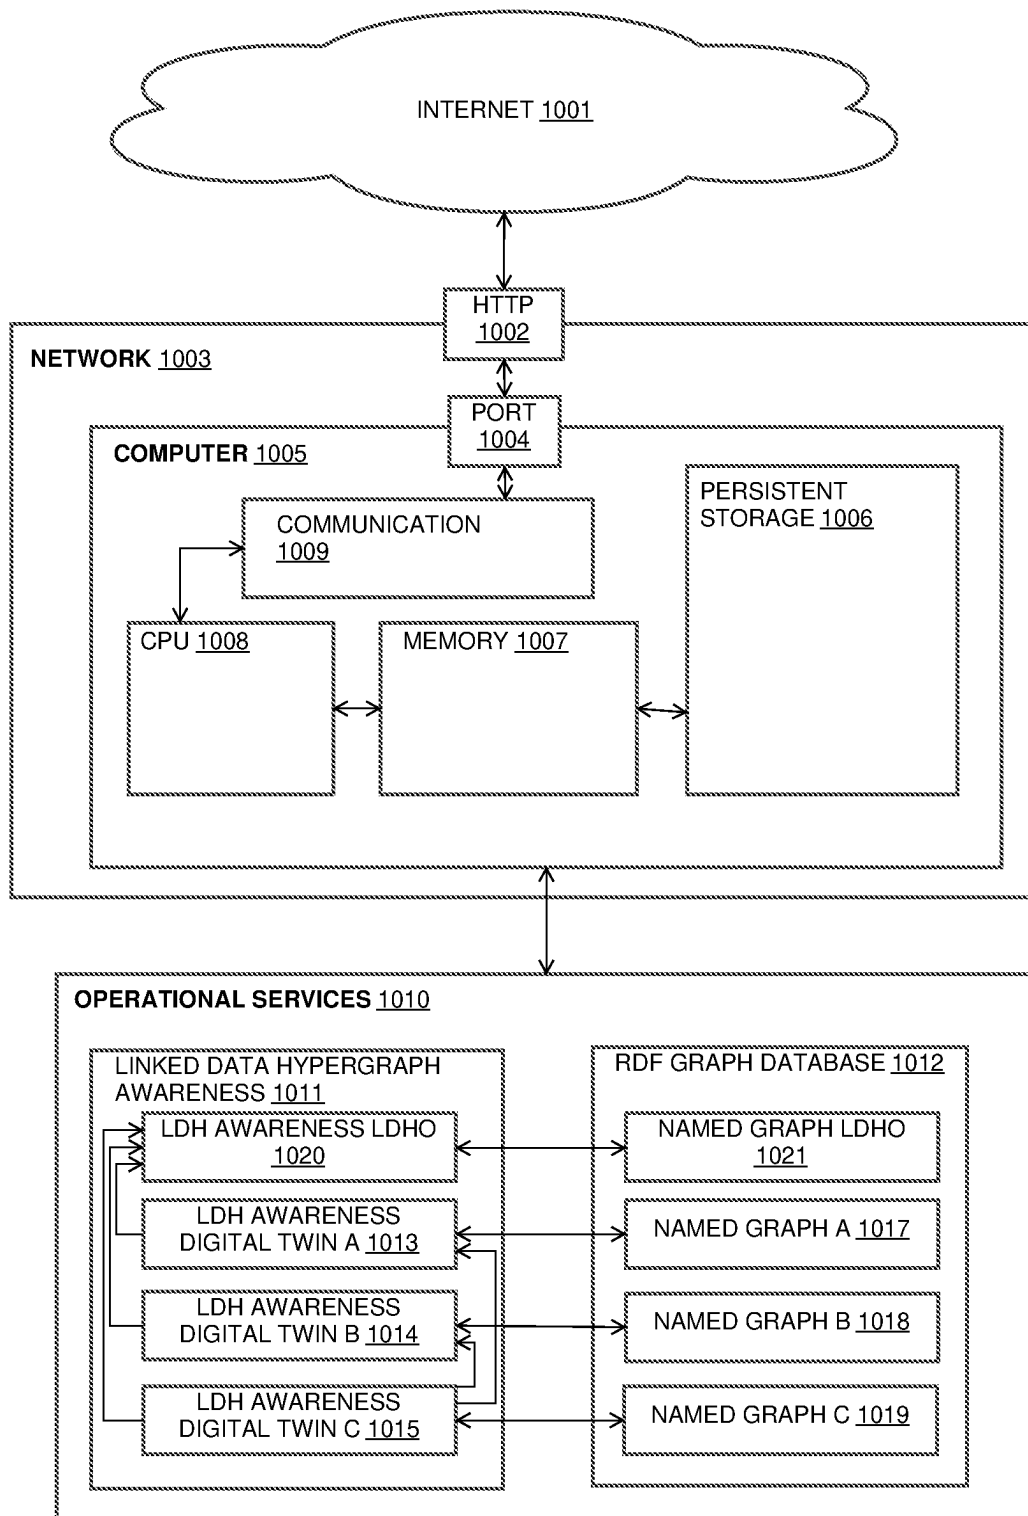 INTERNET 1001
HTTP
1002
NETWORK 1003
PORT
1004
COMPUTER 1005
PERSISTENT
STORAGE 1006
COMMUNICATION
1009
CPU 1008
MEMORY 1007
OPERATIONAL SERVICES 1010
LINKED DATA HYPERGRAPH
AWARENESS 1011
RDF GRAPH DATABASE 1012
LDH AWARENESS LDHO
1020
NAMED GRAPH LDHO
1021
LDH AWARENESS
DIGITAL TWIN A 1013
NAMED GRAPH A 1017
LDH AWARENESS
DIGITAL TWIN B 1014
NAMED GRAPH B 1018
LDH AWARENESS
DIGITAL TWIN C 1015
NAMED GRAPH C 1019